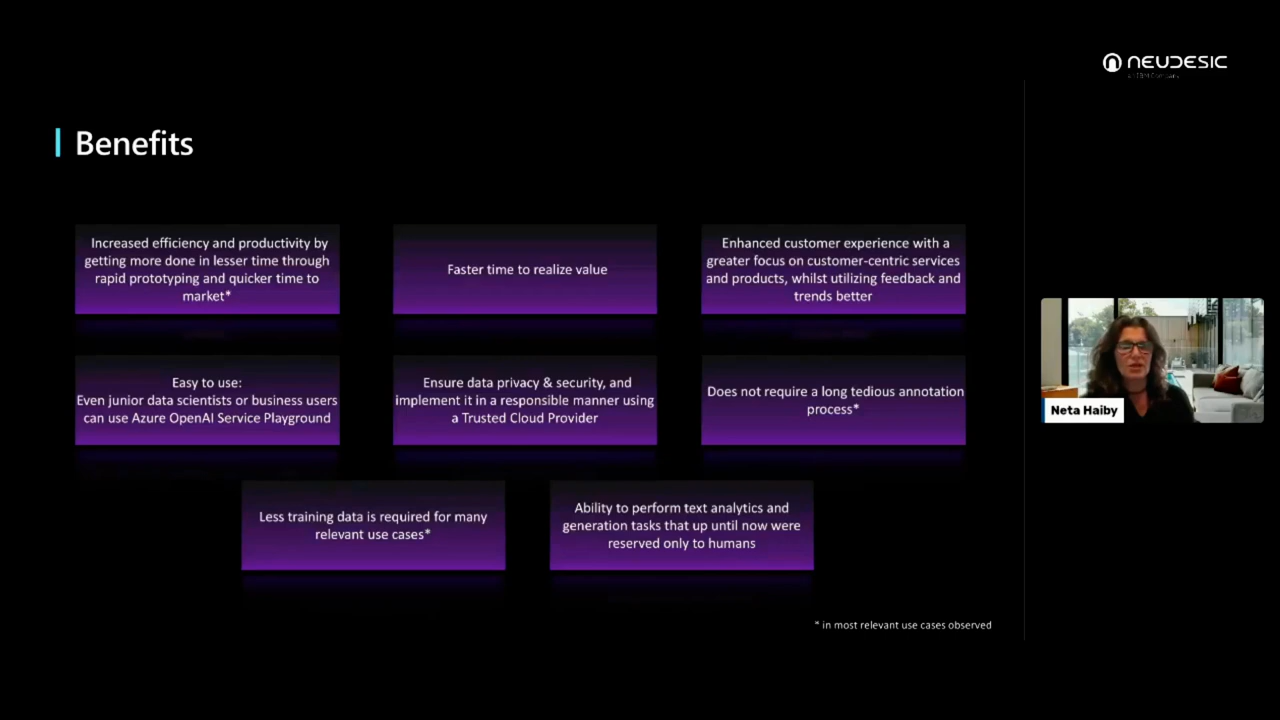 NEUDESIC
an IBM Company
Benefits
Increased efficiency and productivity by
getting more done in lesser time through
rapid prototyping and quicker time to
market*
Faster time to realize value
Enhanced customer experience with a
greater focus on customer-centric services
and products, whilst utilizing feedback and
trends better
Easy to use:
Even junior data scientists or business users
can use Azure OpenAI Service Playground
Ensure data privacy & security, and
implement it in a responsible manner using
a Trusted Cloud Provider
Does not require a long tedious annotation
process*
Less training data is required for many
relevant use cases*
Ability to perform text analytics and
generation tasks that up until now were
reserved only to humans
* in most relevant use cases observed
Neta Haiby